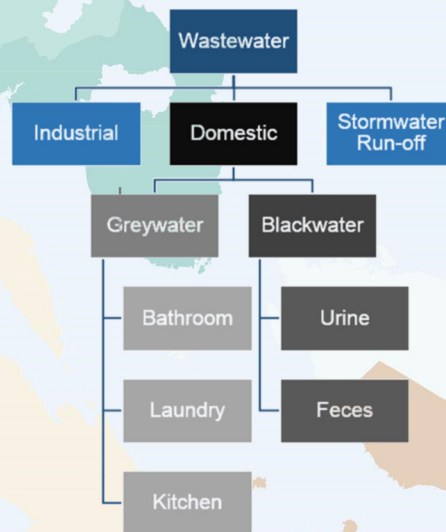 Wastewater
Industrial
Domestic
Stormwater
Run-off
Greywater
Blackwater
Bathroom
Urine
Laundry
Feces
Kitchen